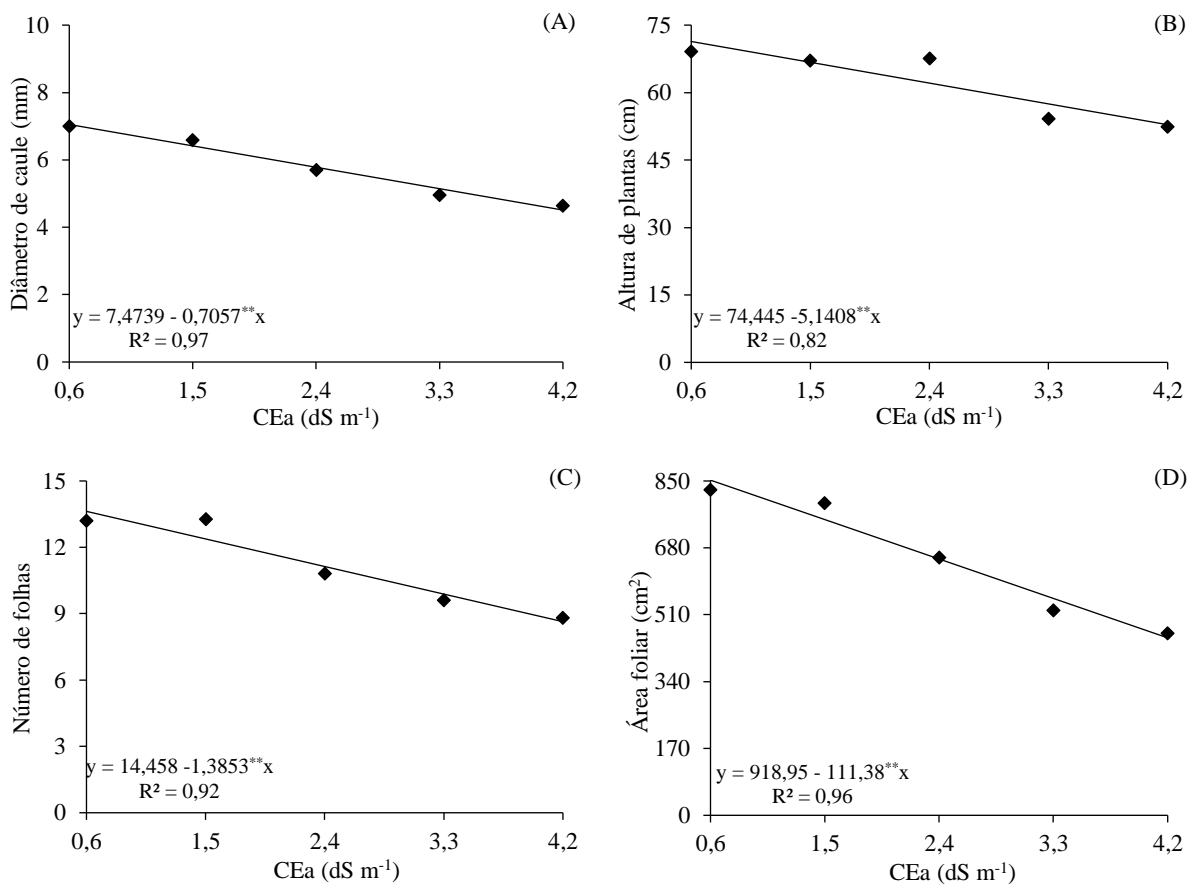 (A)
Diâmetro de caule (mm)
10
8
6
4
2
0
y = 7,4739 - 0,7057**x
R² = 0,97
0,6 1,5 2,4 3,3 4,2
CEa (dS m-1)
(B)
Altura de plantas (cm)
75
60
45
30
15
0
y = 74,445 -5,1408**x
R² = 0,82
0,6 1,5 2,4 3,3 4,2
CEa (dS m-1)
(C)
Número de folhas
15
12
9
6
3
0
y = 14,458 -1,3853**x
R² = 0,92
0,6 1,5 2,4 3,3 4,2
CEa (dS m-1)
(D)
Área foliar (cm2)
850
680
510
340
170
0
y = 918,95 - 111,38**x
R² = 0,96
0,6 1,5 2,4 3,3 4,2
CEa (dS m-1)